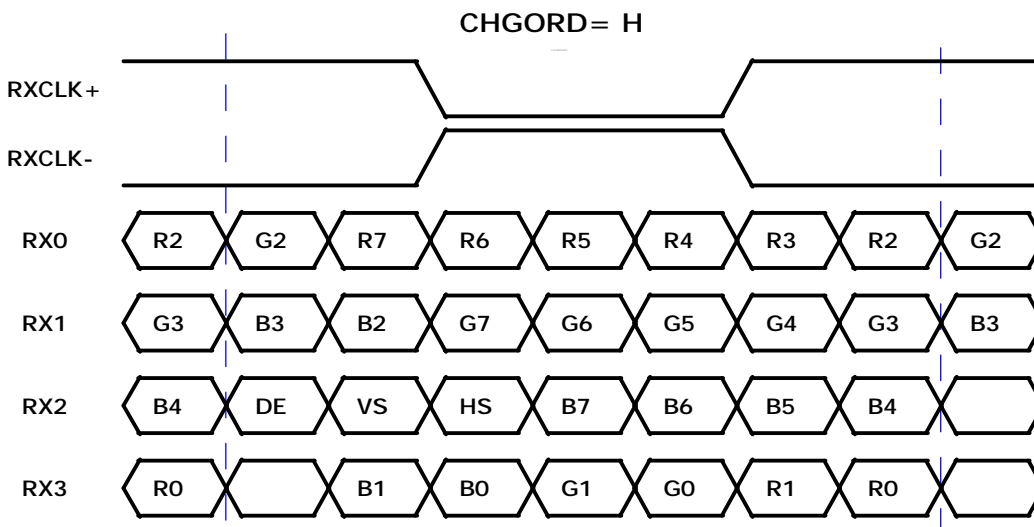 CHGORD= H
RXCLK+
RXCLK-
RX0 R2 G2 R7 R6 R5 R4 R3 R2 G2
RX1 G3 B3 B2 G7 G6 G5 G4 G3 B3
RX2 B4 DE VS HS B7 B6 B5 B4
RX3 R0 B1 B0 G1 G0 R1 R0